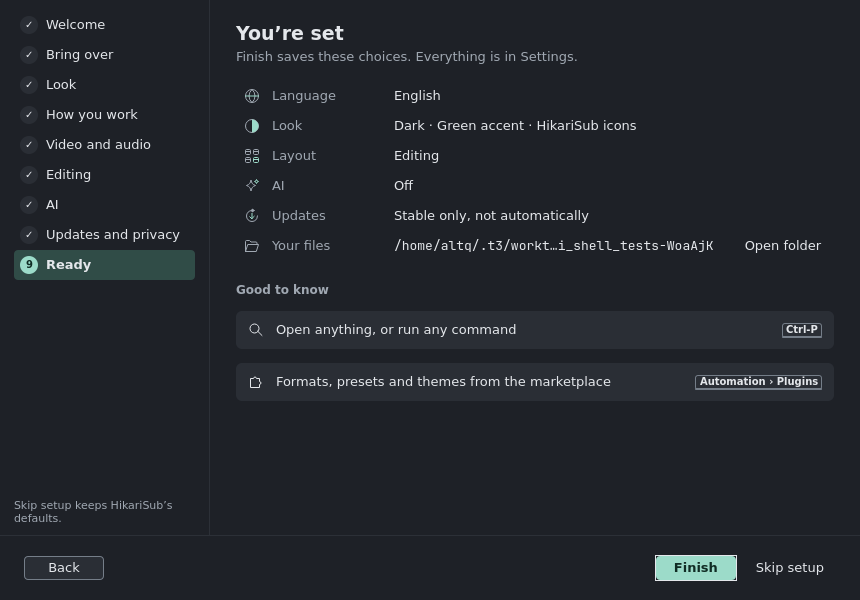 Welcome
Bring over
Look
How you work
Video and audio
Editing
AI
Updates and privacy
9 Ready
Skip setup keeps HikariSub’s
defaults.
You’re set
Finish saves these choices. Everything is in Settings.
Language English
Look Dark · Green accent · HikariSub icons
Layout Editing
AI Off
Updates Stable only, not automatically
Your files /home/altq/.t3/workt…i_shell_tests-WoaAjK Open folder
Good to know
Open anything, or run any command Ctrl-P
Formats, presets and themes from the marketplace Automation › Plugins
Back Finish Skip setup